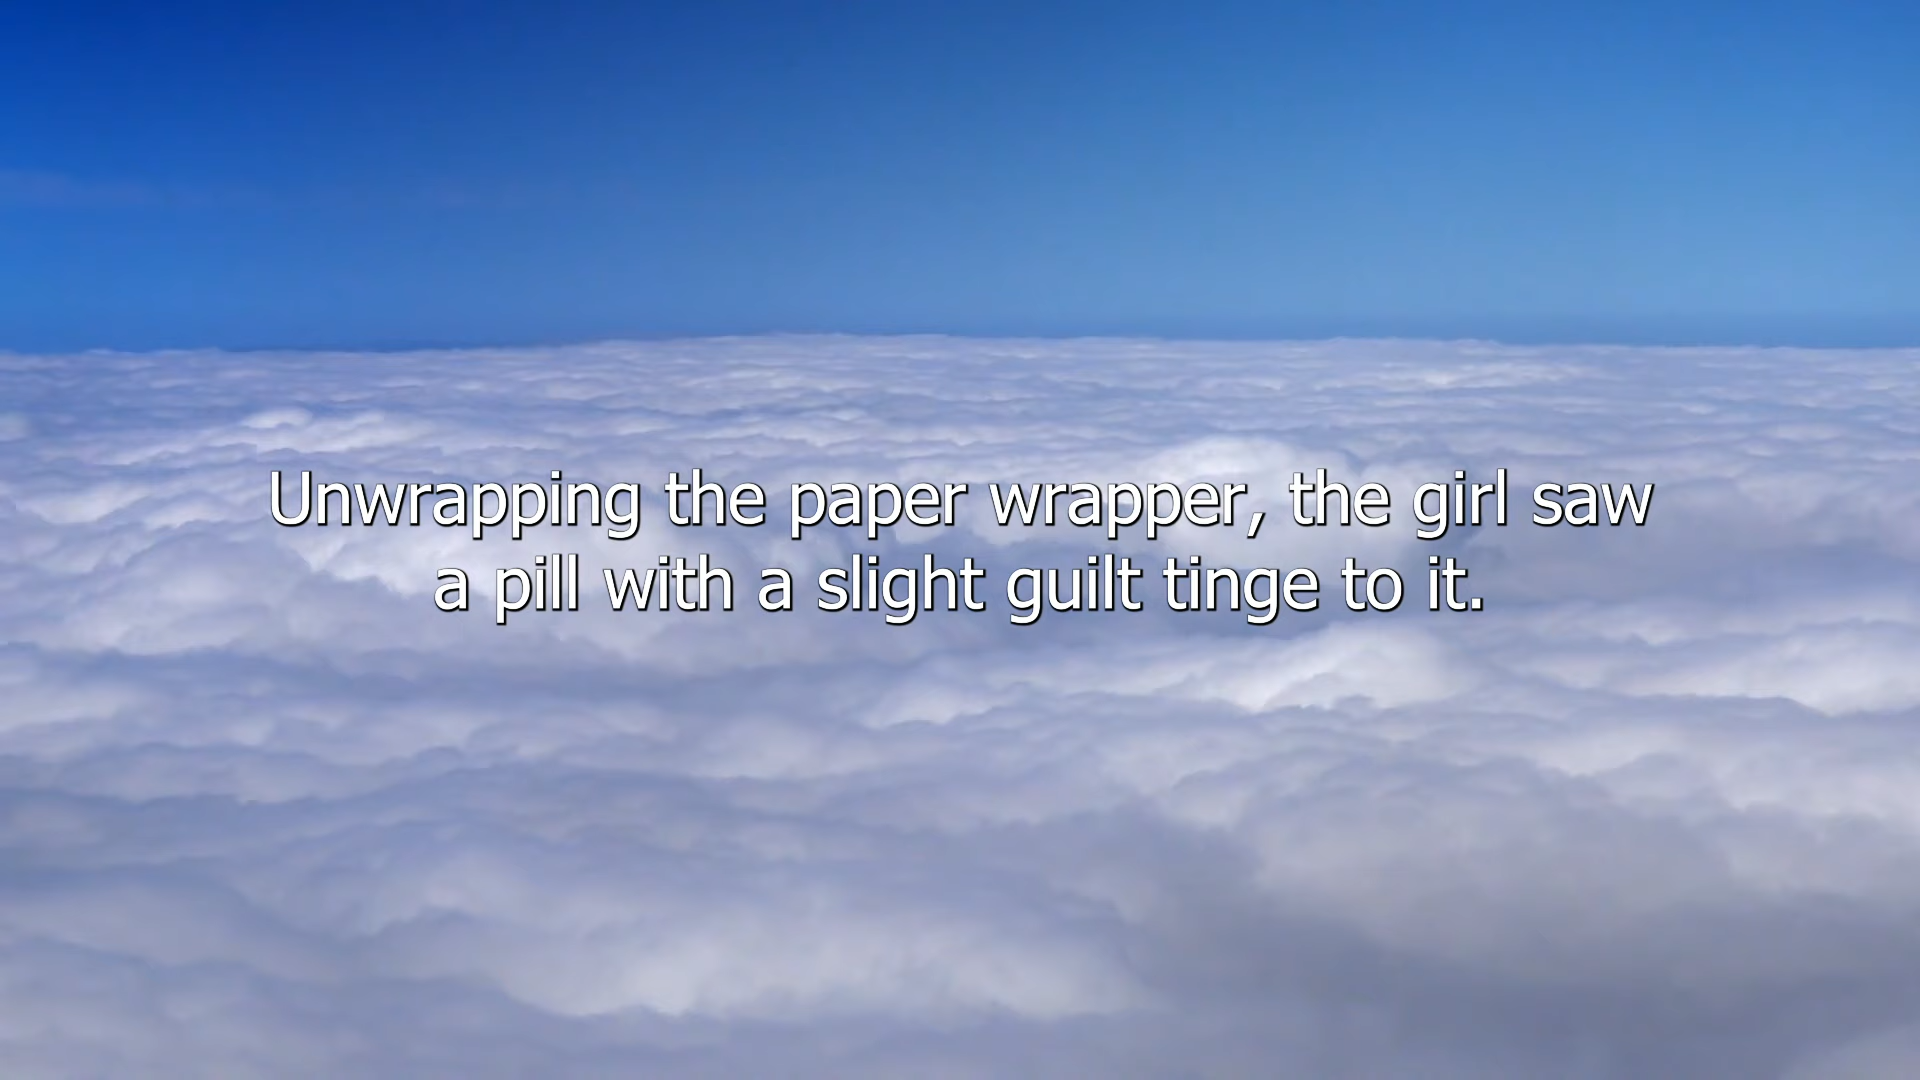 Unwrapping the paper wrapper, the girl saw
a pill with a slight guilt tinge to it.